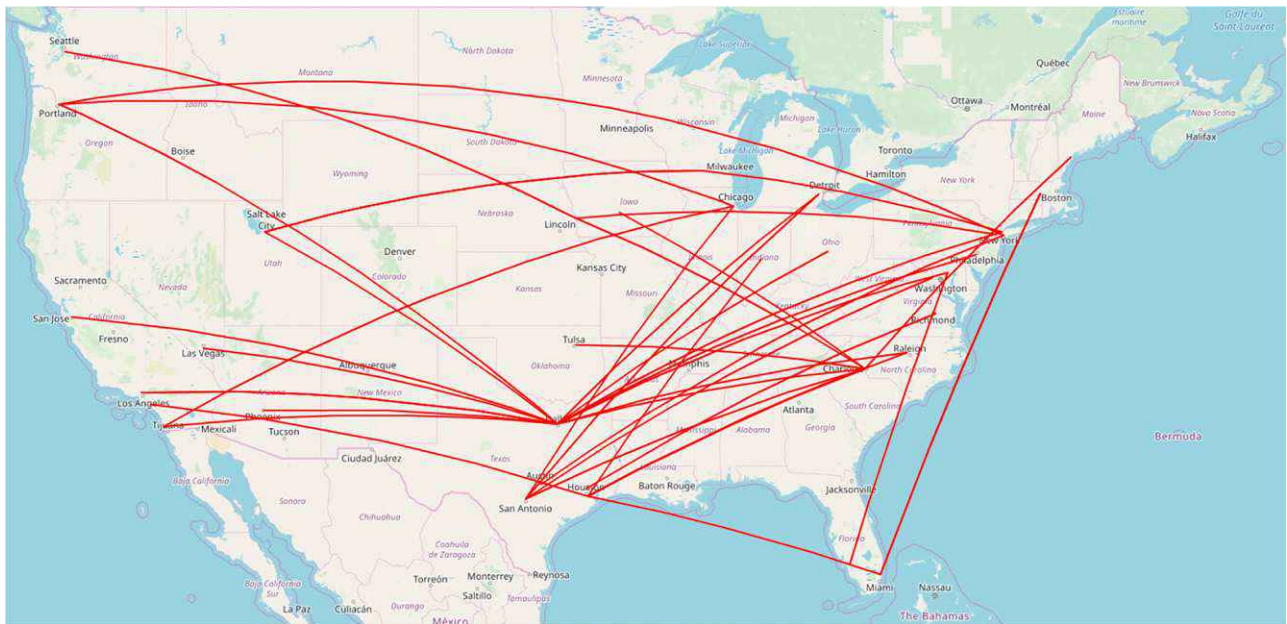 Estuaire
maritime
Golfe du
Saint-Laurent
Seattle
Washington
North Dakota
Montana
Lake Superior
Québec
Minnesota
New Brunswick
Ottawa
Montréal
Portland
Idaho
Maine
Minneapolis
Wisconsin
Michigan
Lake Huron
Nova Scotia
Halifax
Oregon
Boise
South Dakota
Lake Michigan
Toronto
Milwaukee
Hamilton
Wyoming
New York
Detroit
Chicago
Boston
Iowa
Nebraska
Salt Lake
City
Lincoln
Pennsylvania
New York
Ohio
Denver
Utah
Illinois
Indiana
Philadelphia
Sacramento
Nevada
Colorado
Kansas City
West Virginia
Washington
Kansas
Missouri
Virginia
San Jose
California
Kentucky
Richmond
Fresno
Las Vegas
Tulsa
Raleigh
Albuquerque
Oklahoma
Memphis
North Carolina
Arizona
New Mexico
Los Angeles
Atlanta
South Carolina
Phoenix
Tijuana
Mexicali
Tucson
Mississippi
Alabama
Georgia
Bermuda
Ciudad Juárez
Texas
Louisiana
Baja California
Austin
Houston
Baton Rouge
Jacksonville
Sonora
San Antonio
Chihuahua
Florida
Coahuila
de Zaragoza
Baja
California
Sur
Torreón
Monterrey
Reynosa
Saltillo
Miami
Nassau
La Paz
Culiacán
Durango
Tamaulipas
The Bahamas
México